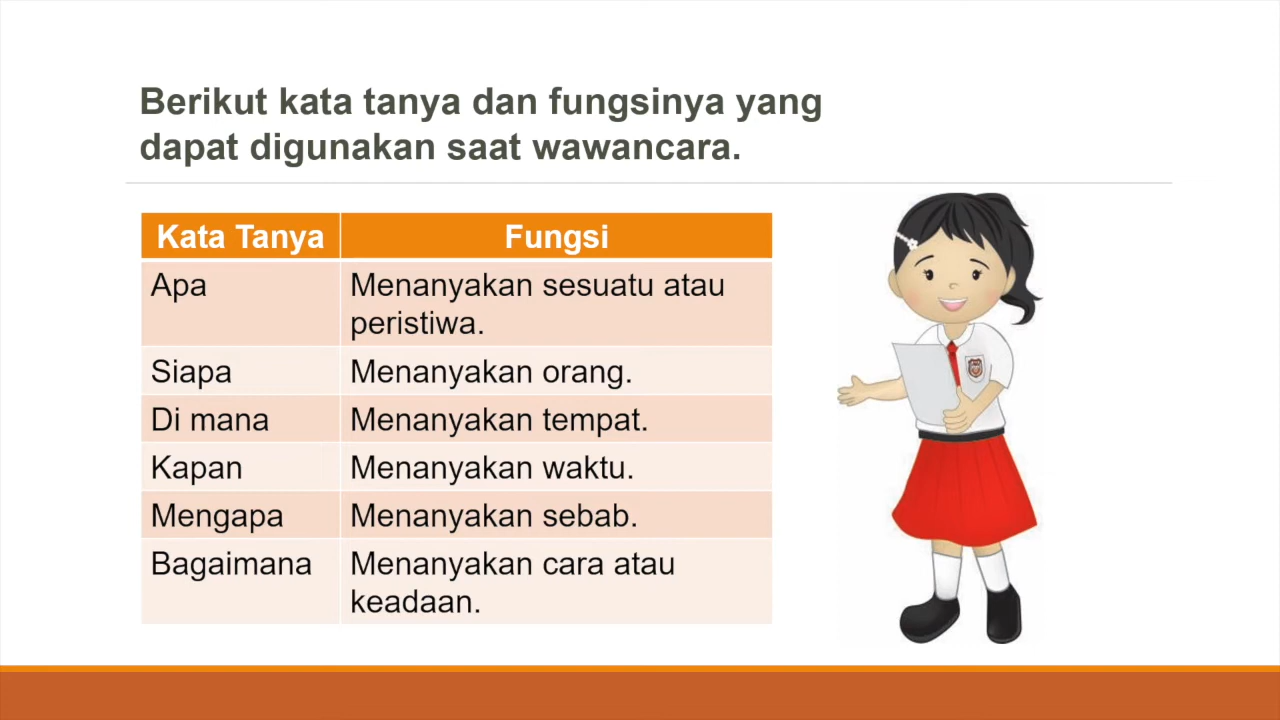 Berikut kata tanya dan fungsinya yang
dapat digunakan saat wawancara.
Kata Tanya Fungsi
Apa Menanyakan sesuatu atau
peristiwa.
Siapa Menanyakan orang.
Di mana Menanyakan tempat.
Kapan Menanyakan waktu.
Mengapa Menanyakan sebab.
Bagaimana Menanyakan cara atau
keadaan.